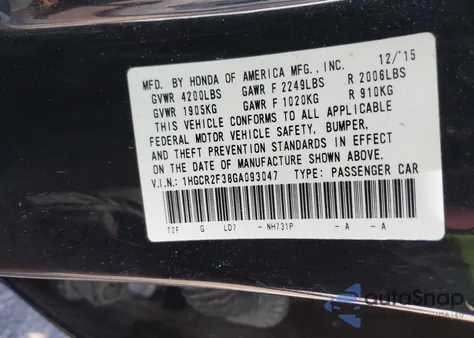 MFD. BY HONDA OF AMERICA MFG., INC. 12/'15
GVWR 4200LBS GAWR F 2249LBS R 2006LBS
GVWR 1905KG GAWR F 1020KG R 910KG
THIS VEHICLE CONFORMS TO ALL APPLICABLE
FEDERAL MOTOR VEHICLE SAFETY, BUMPER,
AND THEFT PREVENTION STANDARDS IN EFFECT
ON THE DATE OF MANUFACTURE SHOWN ABOVE.
V.I.N.: 1HGCR2F38GA093047 TYPE: PASSENGER CAR
T2F G LD7 - NH731P - A - A
autoSnap